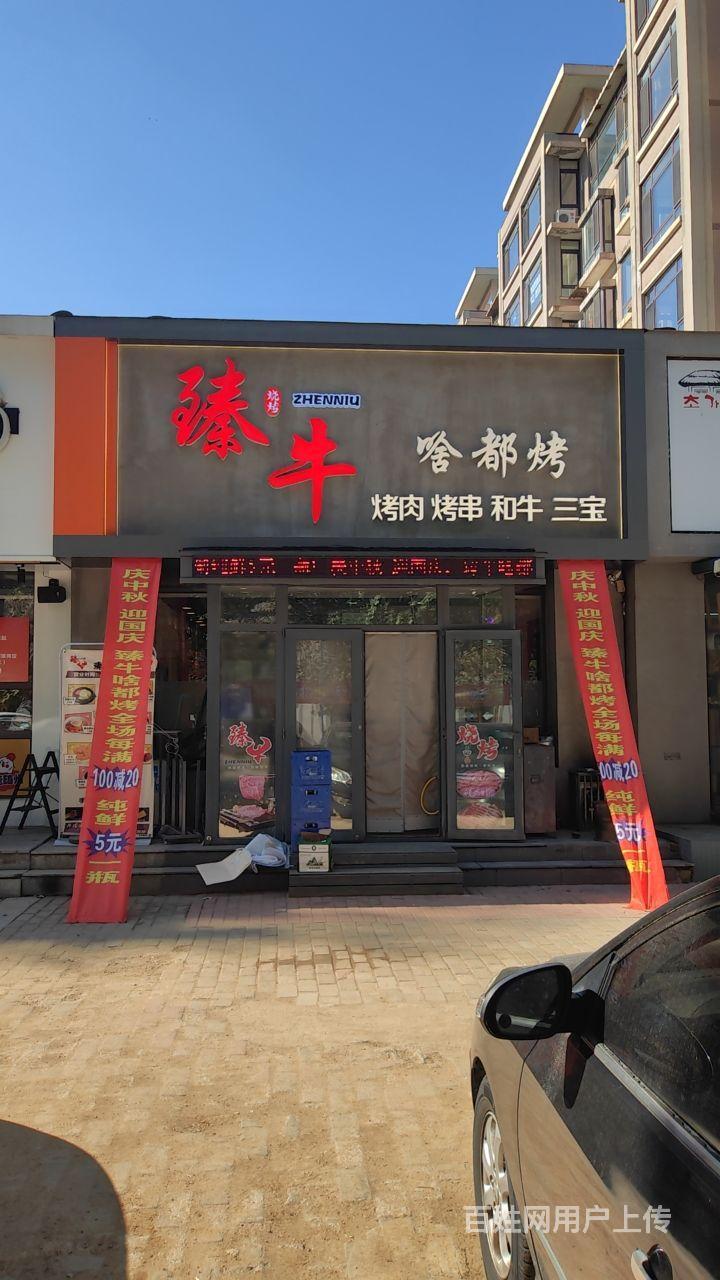 臻牛
烧烤
ZHENNIU
啥都烤
烤肉 烤串 和牛 三宝
庆中秋 迎国庆 臻牛啥都烤全场每满100减20 纯鲜5元一瓶
庆中秋 迎国庆 臻牛啥都烤全场每满100减20 纯鲜5元一瓶
臻牛
ZHENNIU
烧烤
초가
百姓网用户上传